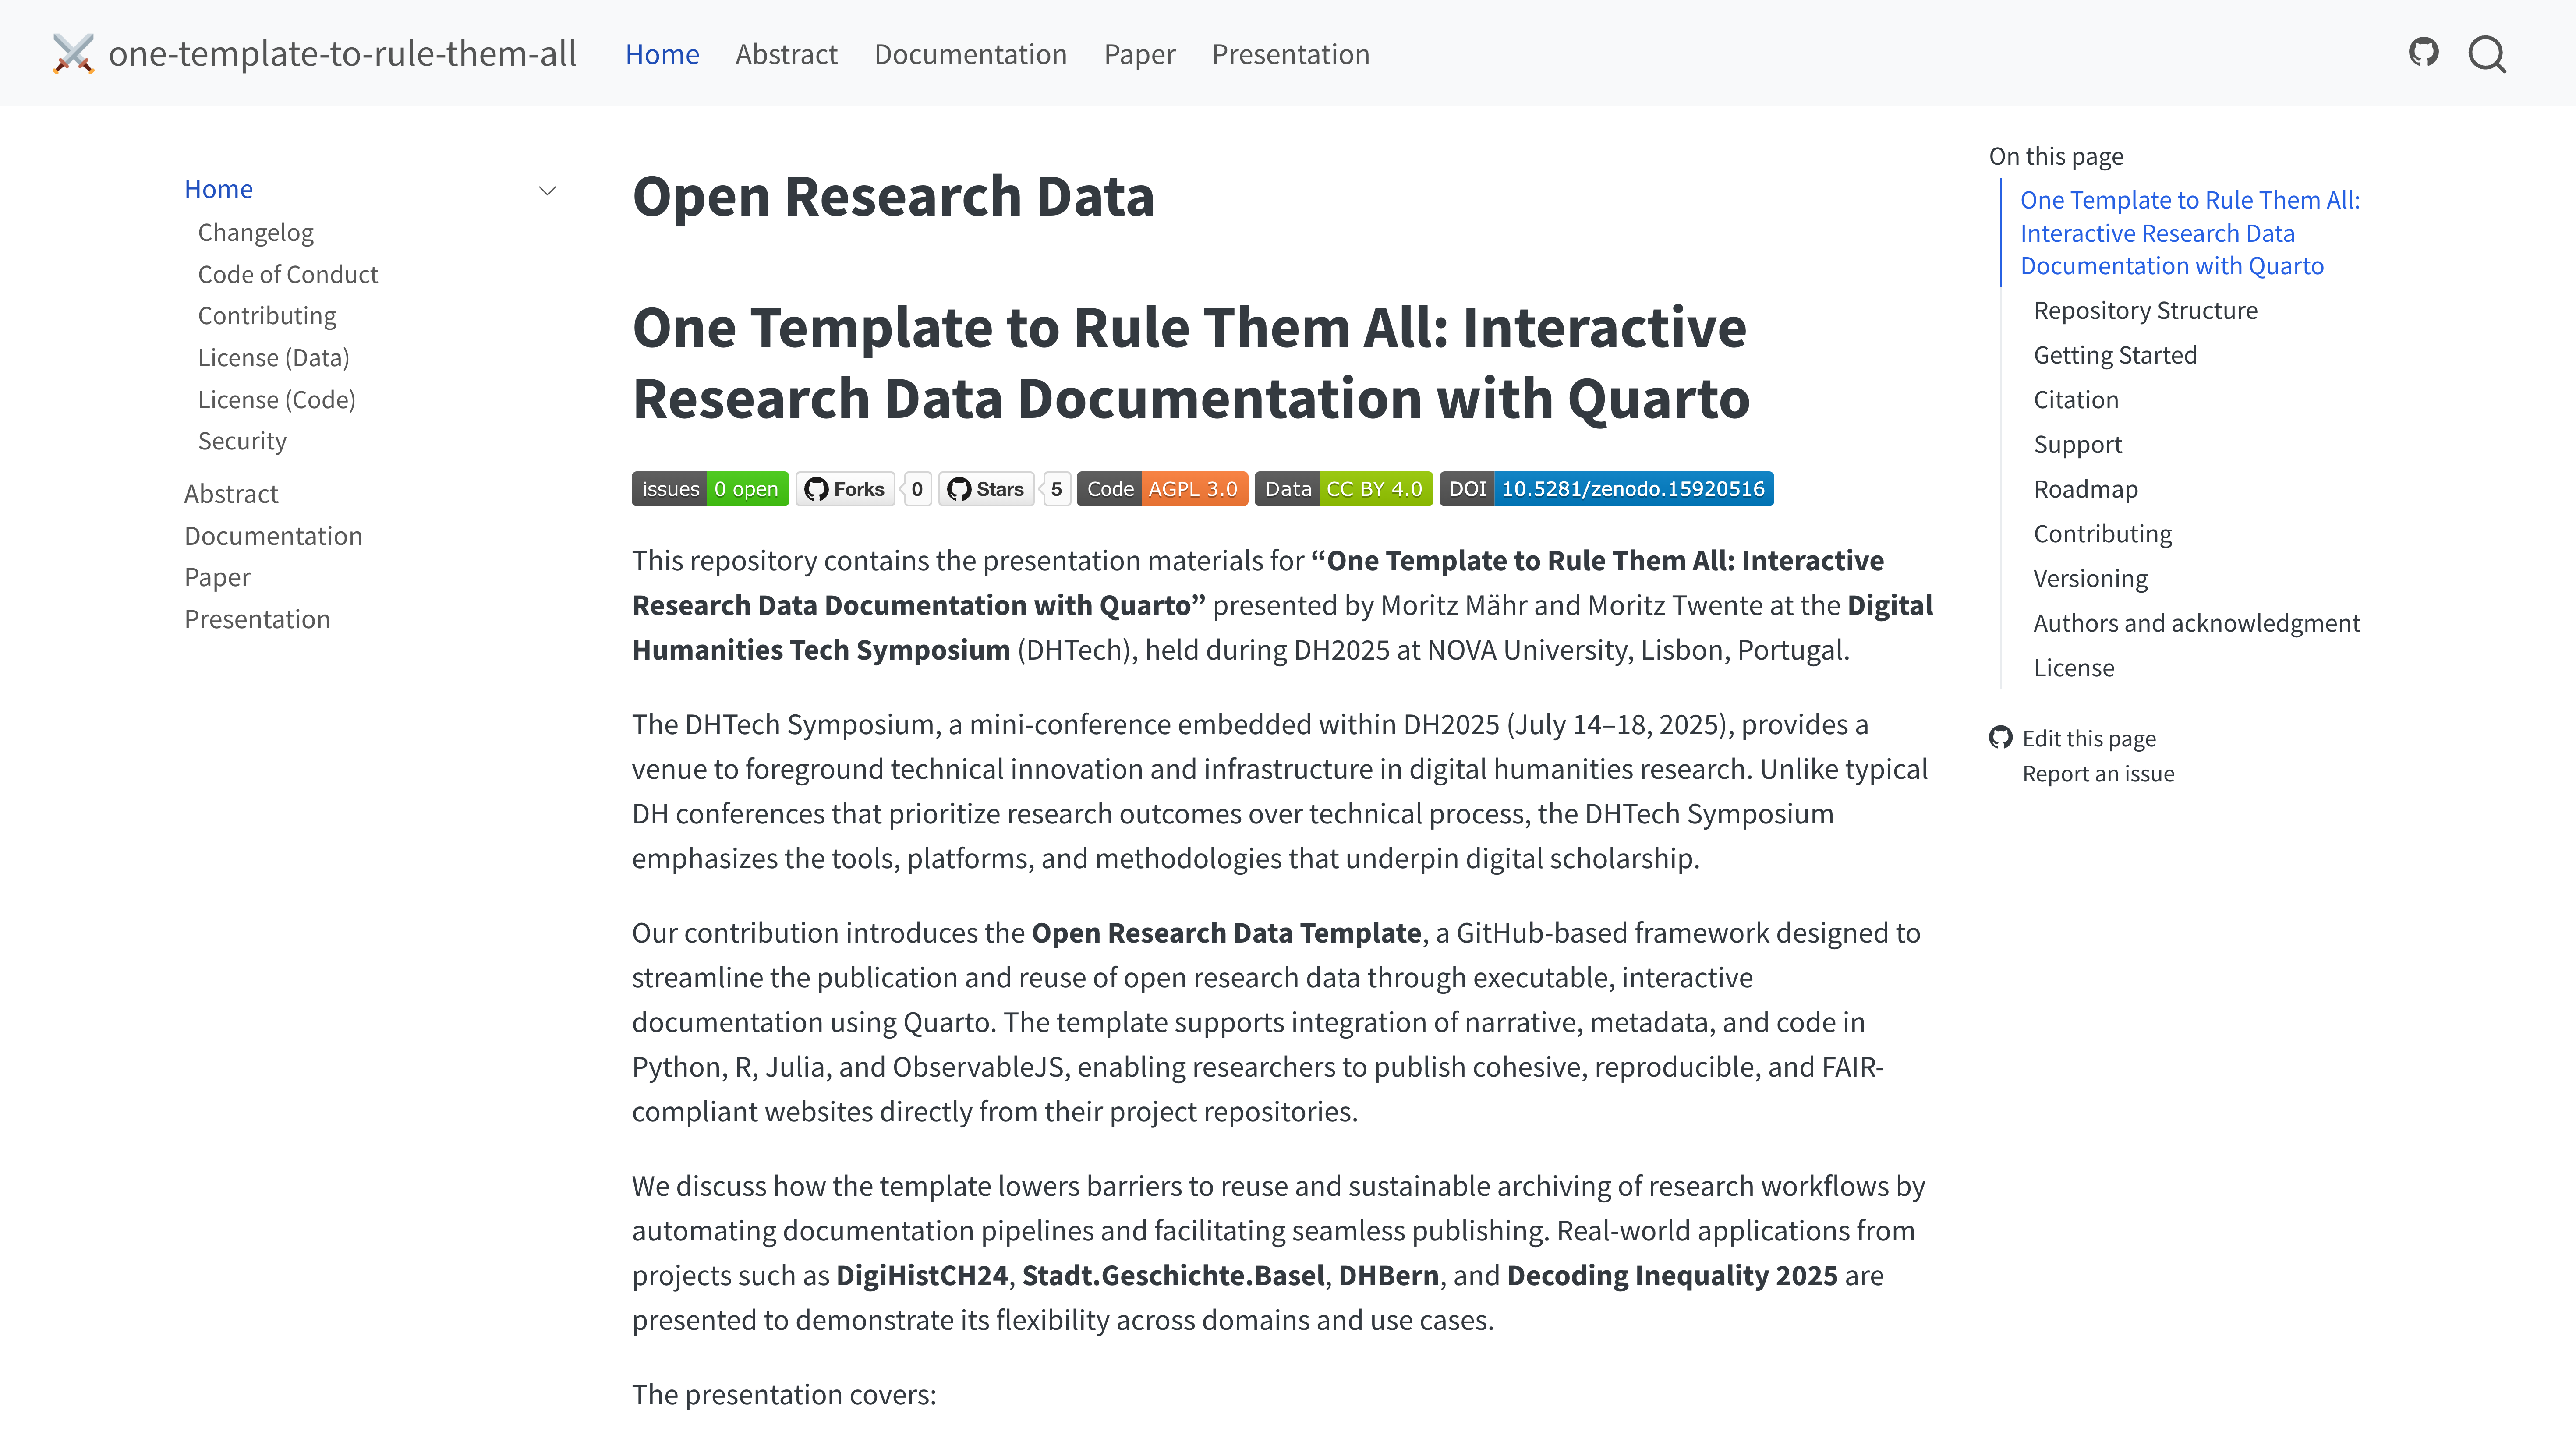 one-template-to-rule-them-all Home Abstract Documentation Paper Presentation
Home
Changelog
Code of Conduct
Contributing
License (Data)
License (Code)
Security
Abstract
Documentation
Paper
Presentation
Open Research Data
One Template to Rule Them All: Interactive
Research Data Documentation with Quarto
issues 0 open Forks 0 Stars 5 Code AGPL 3.0 Data CC BY 4.0 DOI 10.5281/zenodo.15920516
This repository contains the presentation materials for “One Template to Rule Them All: Interactive
Research Data Documentation with Quarto” presented by Moritz Mähr and Moritz Twente at the Digital
Humanities Tech Symposium (DHTech), held during DH2025 at NOVA University, Lisbon, Portugal.
The DHTech Symposium, a mini-conference embedded within DH2025 (July 14–18, 2025), provides a
venue to foreground technical innovation and infrastructure in digital humanities research. Unlike typical
DH conferences that prioritize research outcomes over technical process, the DHTech Symposium
emphasizes the tools, platforms, and methodologies that underpin digital scholarship.
Our contribution introduces the Open Research Data Template, a GitHub-based framework designed to
streamline the publication and reuse of open research data through executable, interactive
documentation using Quarto. The template supports integration of narrative, metadata, and code in
Python, R, Julia, and ObservableJS, enabling researchers to publish cohesive, reproducible, and FAIR-
compliant websites directly from their project repositories.
We discuss how the template lowers barriers to reuse and sustainable archiving of research workflows by
automating documentation pipelines and facilitating seamless publishing. Real-world applications from
projects such as DigiHistCH24, Stadt.Geschichte.Basel, DHBern, and Decoding Inequality 2025 are
presented to demonstrate its flexibility across domains and use cases.
The presentation covers:
On this page
One Template to Rule Them All:
Interactive Research Data
Documentation with Quarto
Repository Structure
Getting Started
Citation
Support
Roadmap
Contributing
Versioning
Authors and acknowledgment
License
Edit this page
Report an issue